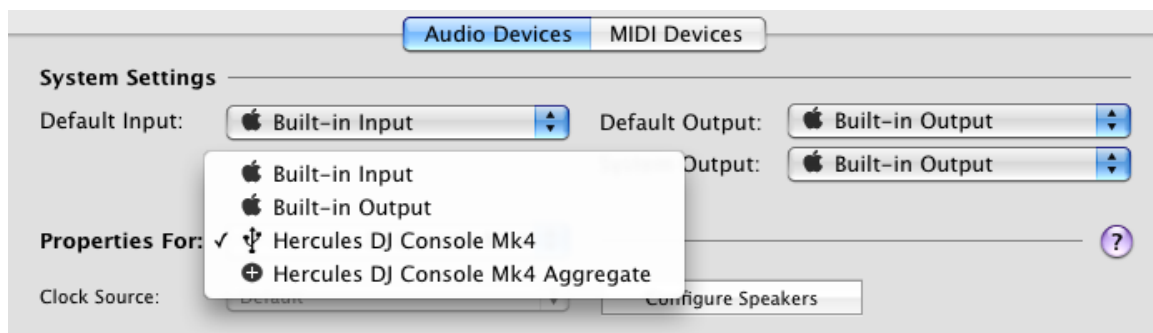 Audio Devices MIDI Devices
System Settings
Default Input: Built-in Input Default Output: Built-in Output
Built-in Input Output: Built-in Output
Built-in Output
Properties For: ✓ Hercules DJ Console Mk4 ?
Hercules DJ Console Mk4 Aggregate
Clock Source: Default Configure Speakers